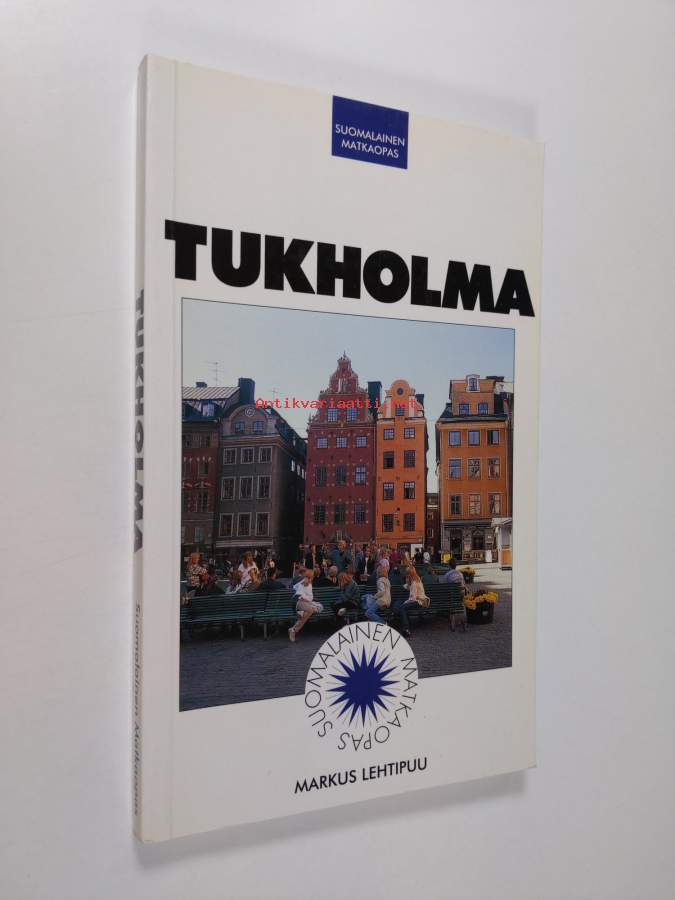 SUOMALAINEN
MATKAOPAS
TUKHOLMA
Antikvariaatti.net
SUOMALAINEN MATKAOPAS
MARKUS LEHTIPUU
TUKHOLMA
Suomalainen Matkaopas